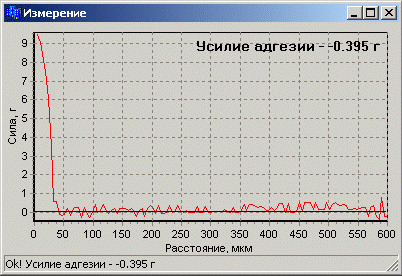 Измерение
Усилие адгезии - -0.395 г
Сила, г
9
8
7
6
5
4
3
2
1
0
0 50 100 150 200 250 300 350 400 450 500 550 600
Расстояние, мкм
Ok! Усилие адгезии - -0.395 г